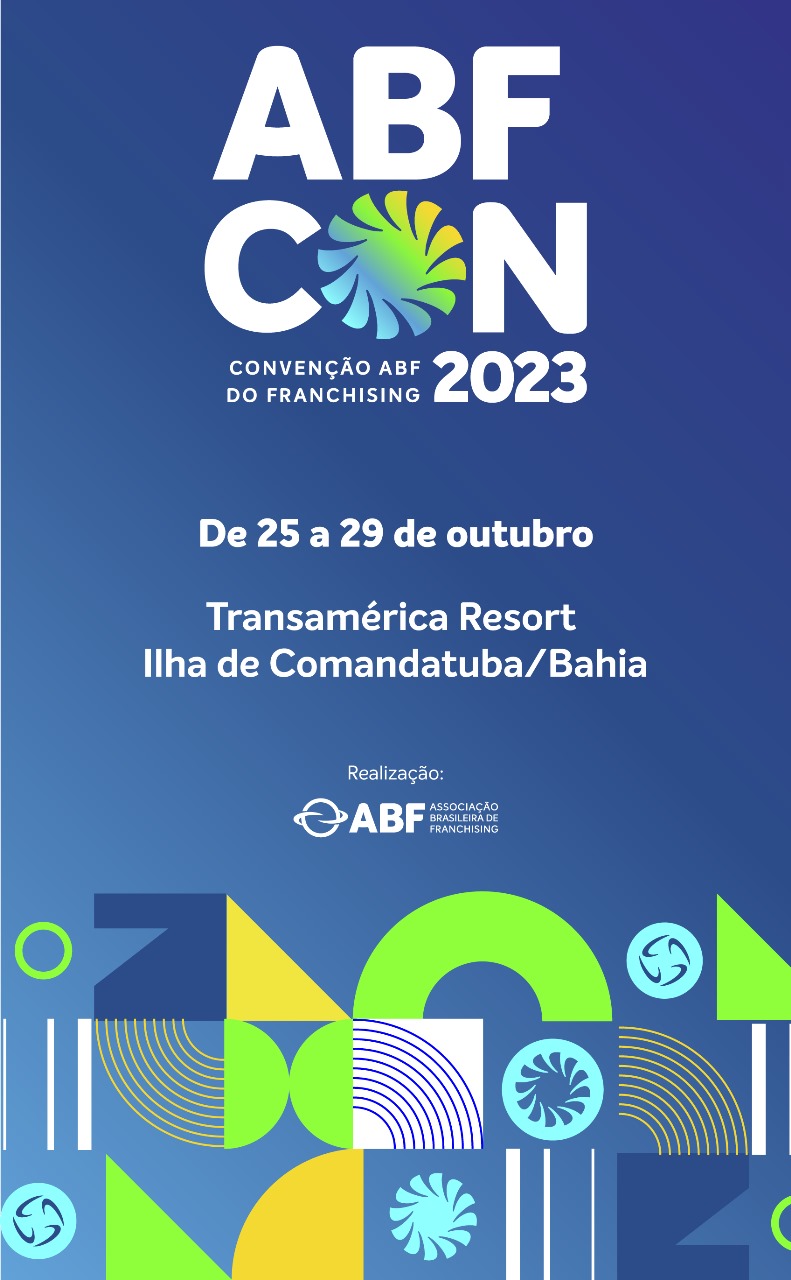 ABF
CON
CONVENÇÃO ABF
DO FRANCHISING 2023
De 25 a 29 de outubro
Transamérica Resort
Ilha de Comandatuba/Bahia
Realização:
ABF ASSOCIAÇÃO
BRASILEIRA DE
FRANCHISING